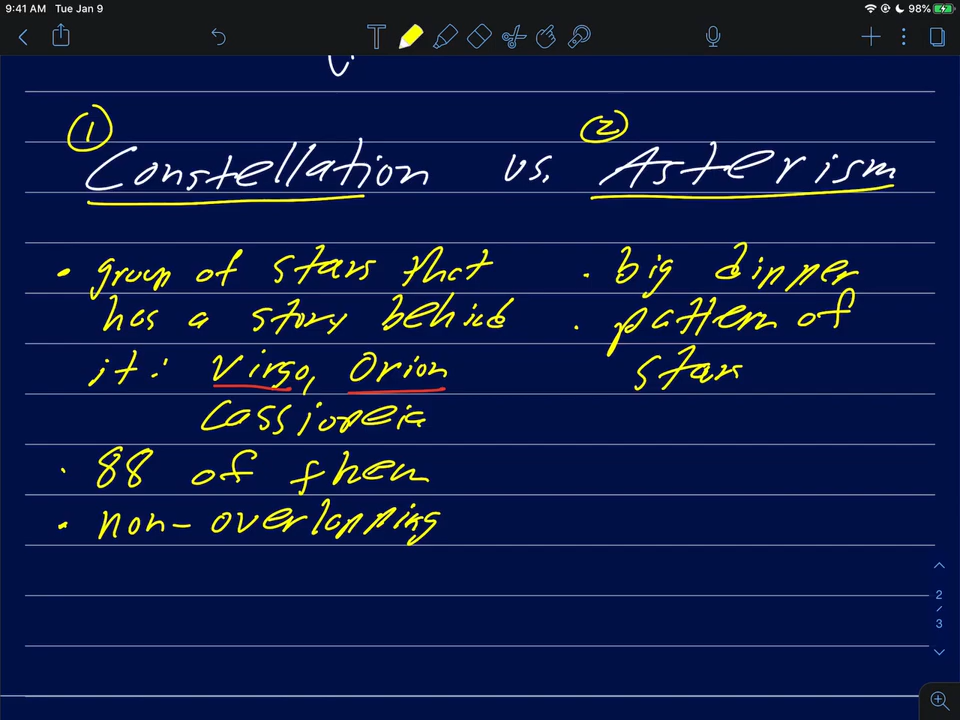 9:41 AM Tue Jan 9 98%
① ②
Constellation vs. Asterism
• group of stars that
has a story behind
it: Virgo, Orion
Cassiopeia
• 88 of them
• non-overlapping
• big dipper
• pattern of
stars
2
/
3